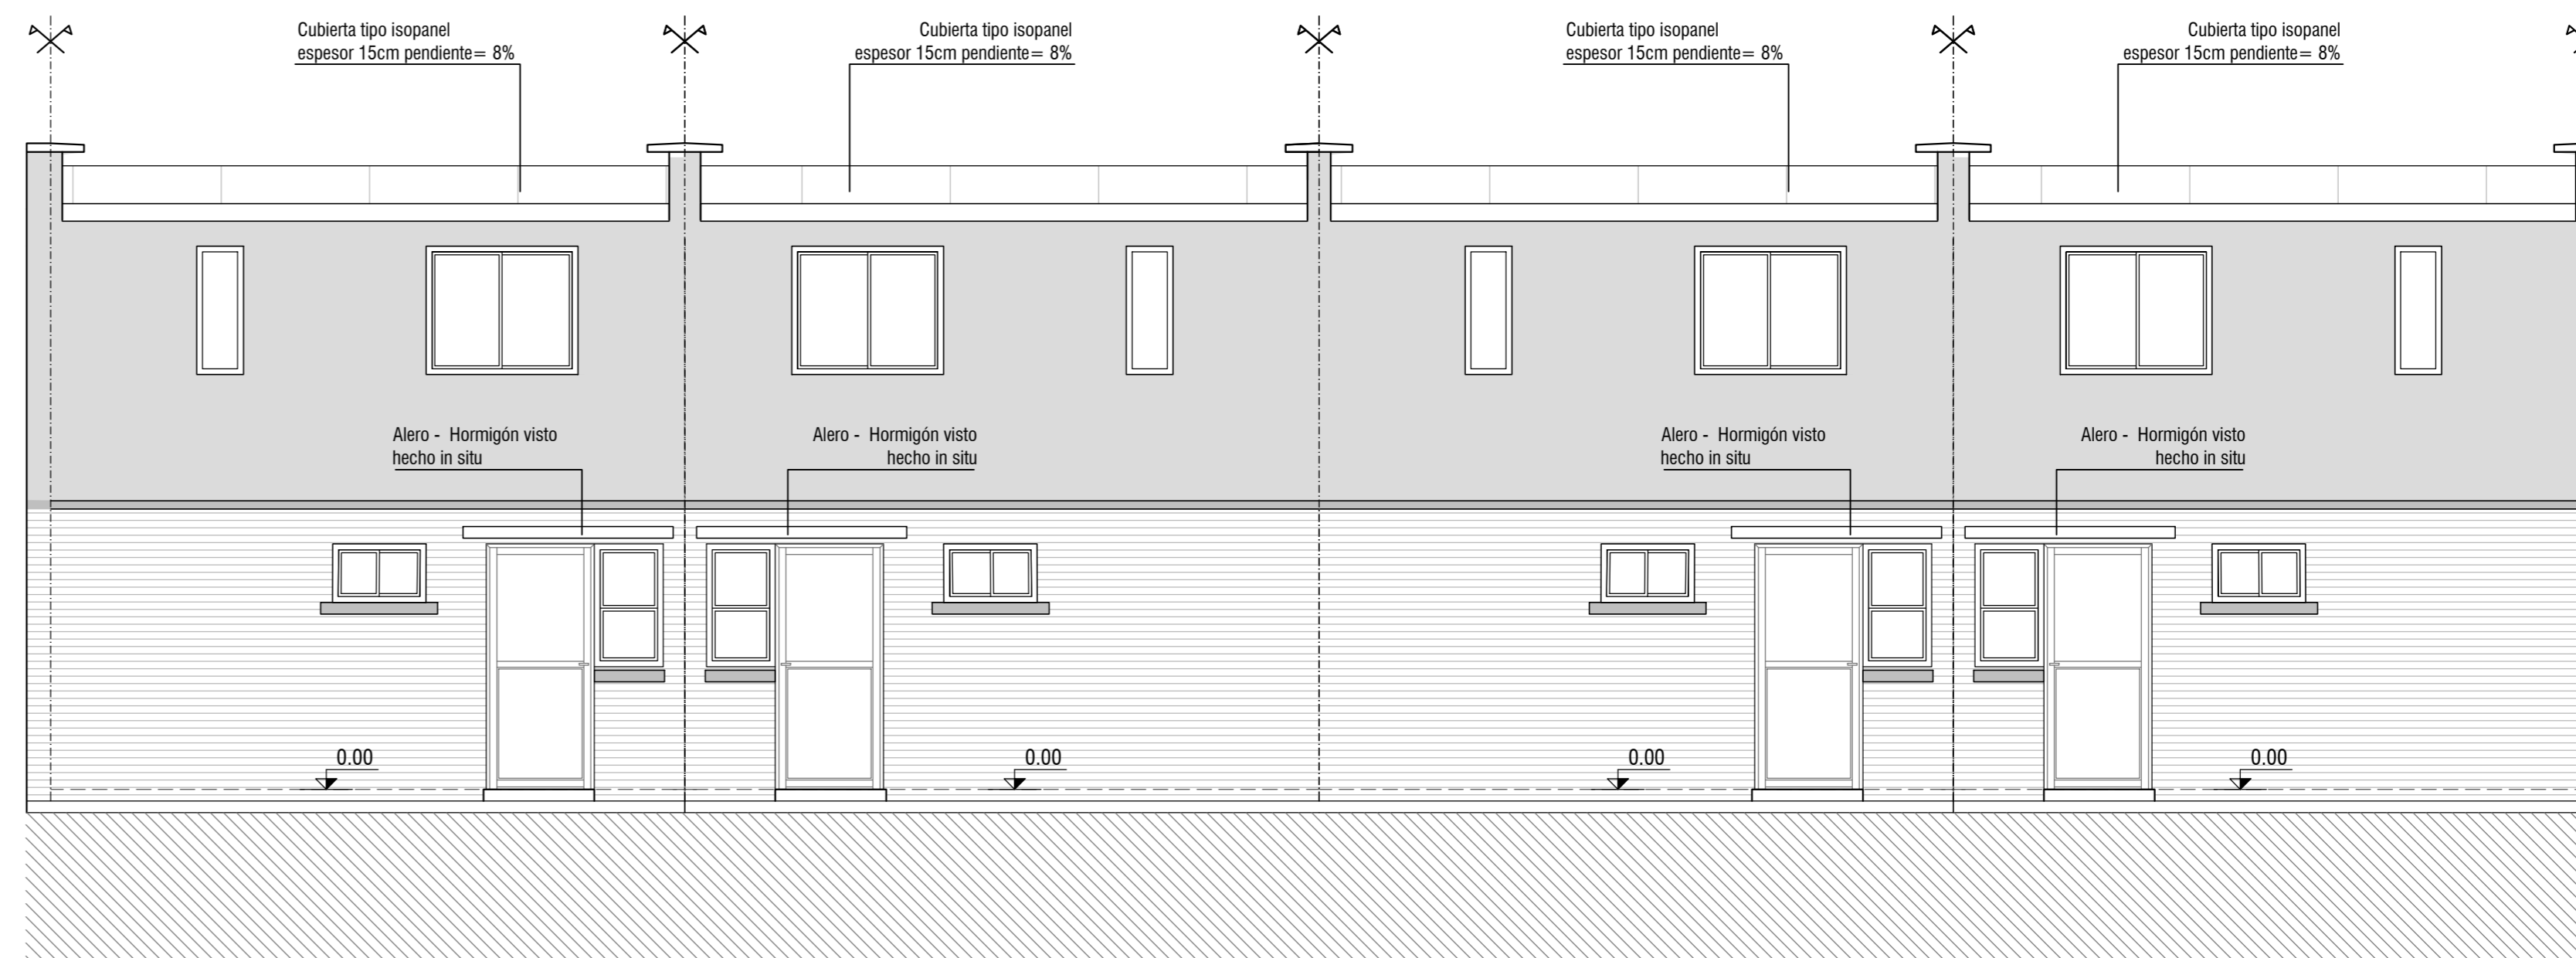 Cubierta tipo isopanel
espesor 15cm pendiente= 8%
Cubierta tipo isopanel
espesor 15cm pendiente= 8%
Cubierta tipo isopanel
espesor 15cm pendiente= 8%
Cubierta tipo isopanel
espesor 15cm pendiente= 8%
Alero - Hormigón visto
hecho in situ
Alero - Hormigón visto
hecho in situ
Alero - Hormigón visto
hecho in situ
Alero - Hormigón visto
hecho in situ
0.00
0.00
0.00
0.00